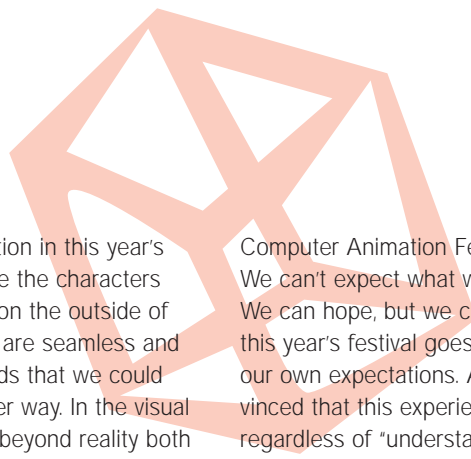 tion in this year's
e the characters
on the outside of
are seamless and
ds that we could
er way. In the visual
beyond reality both
Computer Animation Fe
We can't expect what w
We can hope, but we c
this year's festival goes
our own expectations. A
vinced that this experie
regardless of "understa